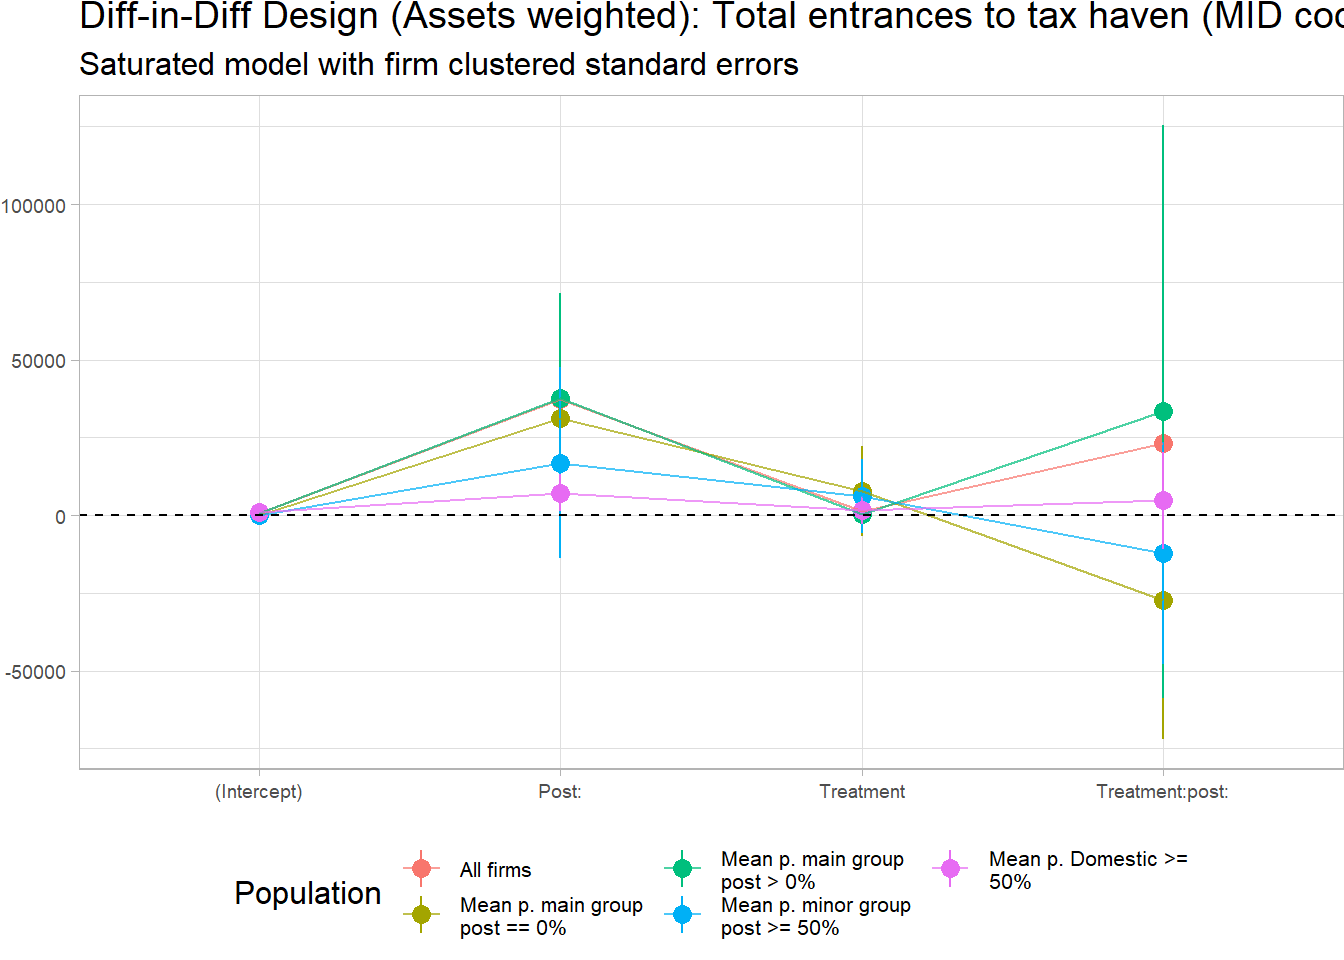 Diff-in-Diff Design (Assets weighted): Total entrances to tax haven (MID
Saturated model with firm clustered standard errors
100000
50000
0
-50000
(Intercept)
Post:
Treatment
Treatment:post:
Population
All firms
Mean p. main group
post == 0%
Mean p. main group
post > 0%
Mean p. minor group
post >= 50%
Mean p. Domestic >=
50%